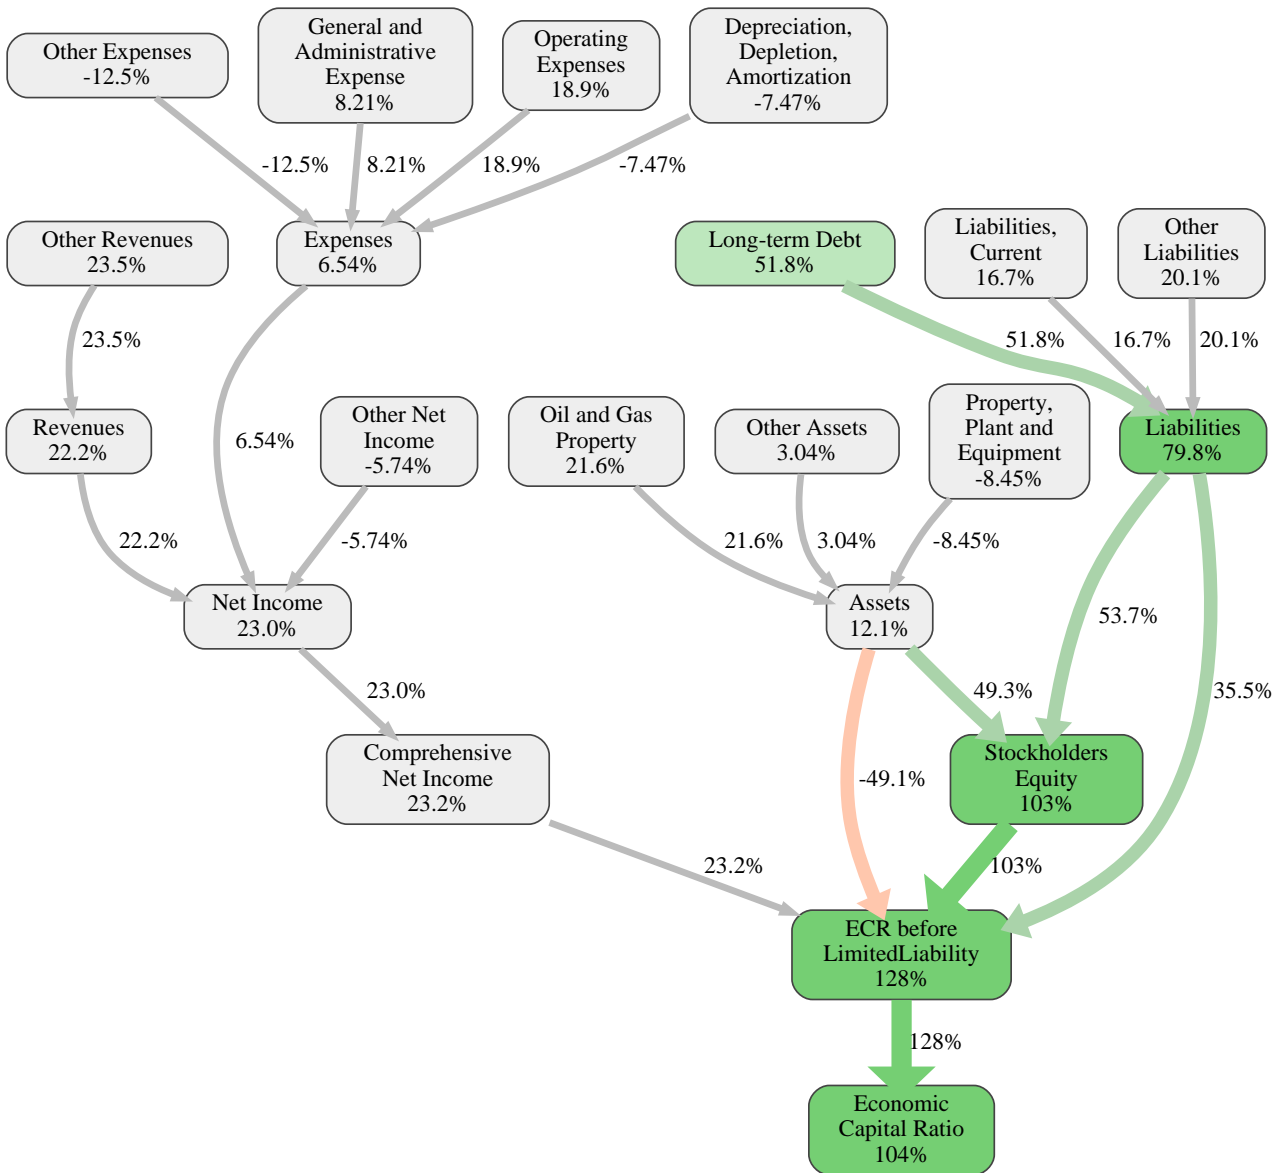 Other Expenses
-12.5%
General and
Administrative
Expense
8.21%
Operating
Expenses
18.9%
Depreciation,
Depletion,
Amortization
-7.47%
-12.5%
8.21%
18.9%
-7.47%
Other Revenues
23.5%
Expenses
6.54%
Long-term Debt
51.8%
Liabilities,
Current
16.7%
Other
Liabilities
20.1%
23.5%
51.8%
16.7%
20.1%
Revenues
22.2%
6.54%
Other Net
Income
-5.74%
Oil and Gas
Property
21.6%
Other Assets
3.04%
Property,
Plant and
Equipment
-8.45%
Liabilities
79.8%
22.2%
-5.74%
21.6%
3.04%
-8.45%
Net Income
23.0%
Assets
12.1%
53.7%
23.0%
49.3%
35.5%
Comprehensive
Net Income
23.2%
-49.1%
Stockholders
Equity
103%
23.2%
103%
ECR before
LimitedLiability
128%
128%
Economic
Capital Ratio
104%